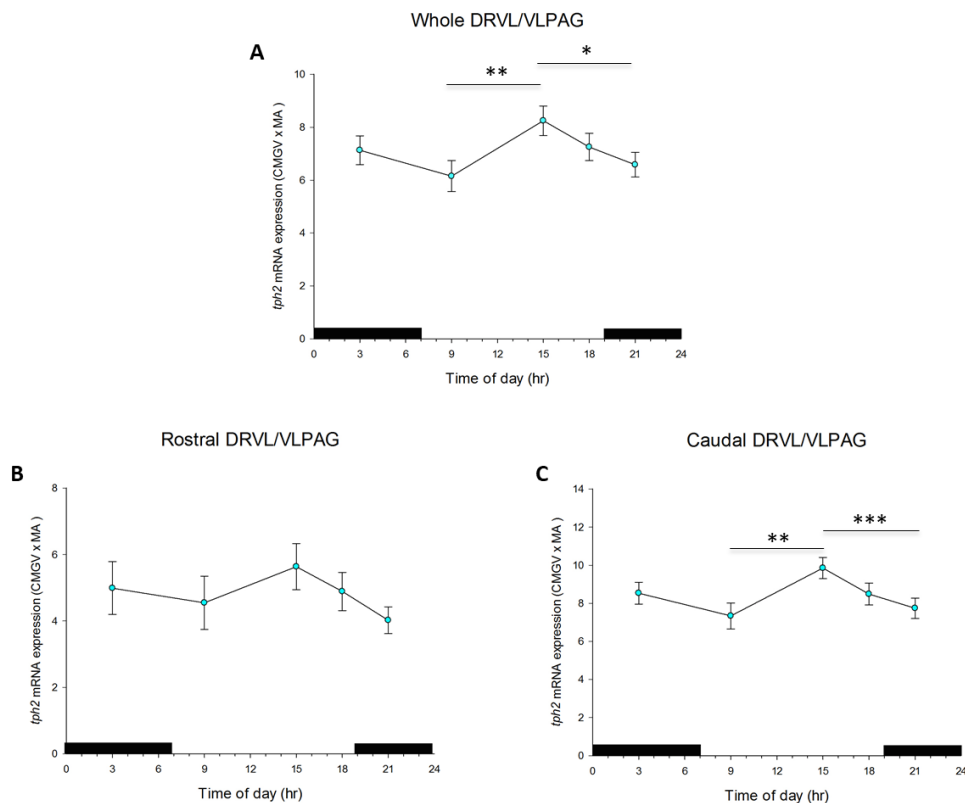 Whole DRVL/VLPAG
A
**
*
tph2 mRNA expression (CMGV x MA )
10
8
6
4
2
0
0 3 6 9 12 15 18 21 24
Time of day (hr)
Rostral DRVL/VLPAG
B
tph2 mRNA expression (CMGV x MA )
8
6
4
2
0
0 3 6 9 12 15 18 21 24
Time of day (hr)
Caudal DRVL/VLPAG
C
**
***
tph2 mRNA expression (CMGV x MA )
14
12
10
8
6
4
2
0
0 3 6 9 12 15 18 21 24
Time of day (hr)